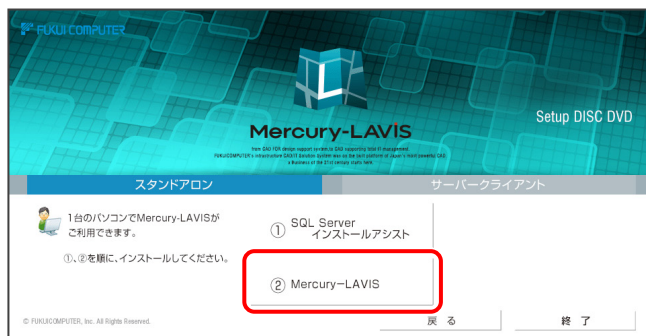 FUKUI COMPUTER
Mercury-LAVIS
Setup DISC DVD
スタンドアロン
サーバークライアント
1台のパソコンでMercury-LAVISが
ご利用できます。
①、②を順に、インストールしてください。
① SQL Server
インストールアシスト
② Mercury-LAVIS
© FUKUICOMPUTER, Inc. All Rights Reserved.
戻 る
終 了